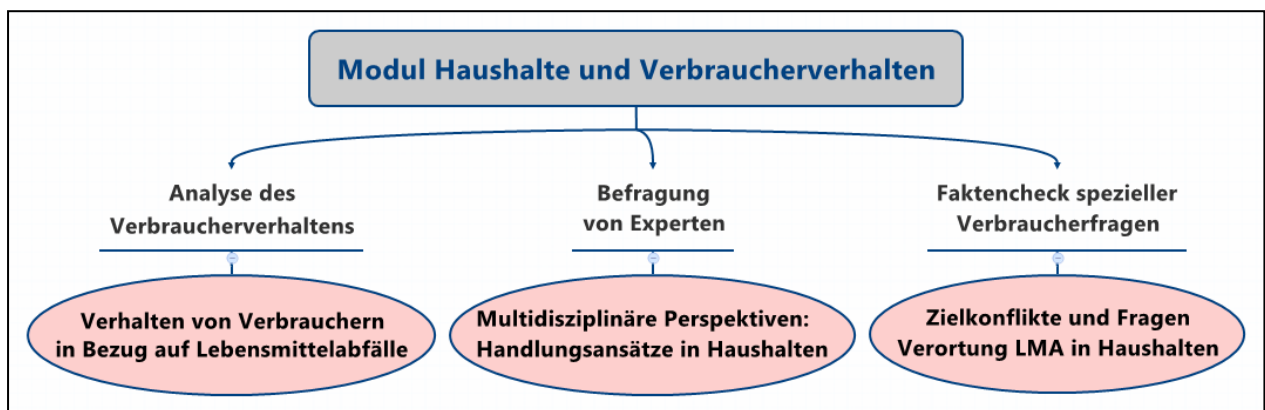 Modul Haushalte und Verbraucherverhalten
Analyse des
Verbraucherverhaltens
Befragung
von Experten
Faktencheck spezieller
Verbraucherfragen
Verhalten von Verbrauchern
in Bezug auf Lebensmittelabfälle
Multidisziplinäre Perspektiven:
Handlungsansätze in Haushalten
Zielkonflikte und Fragen
Verortung LMA in Haushalten